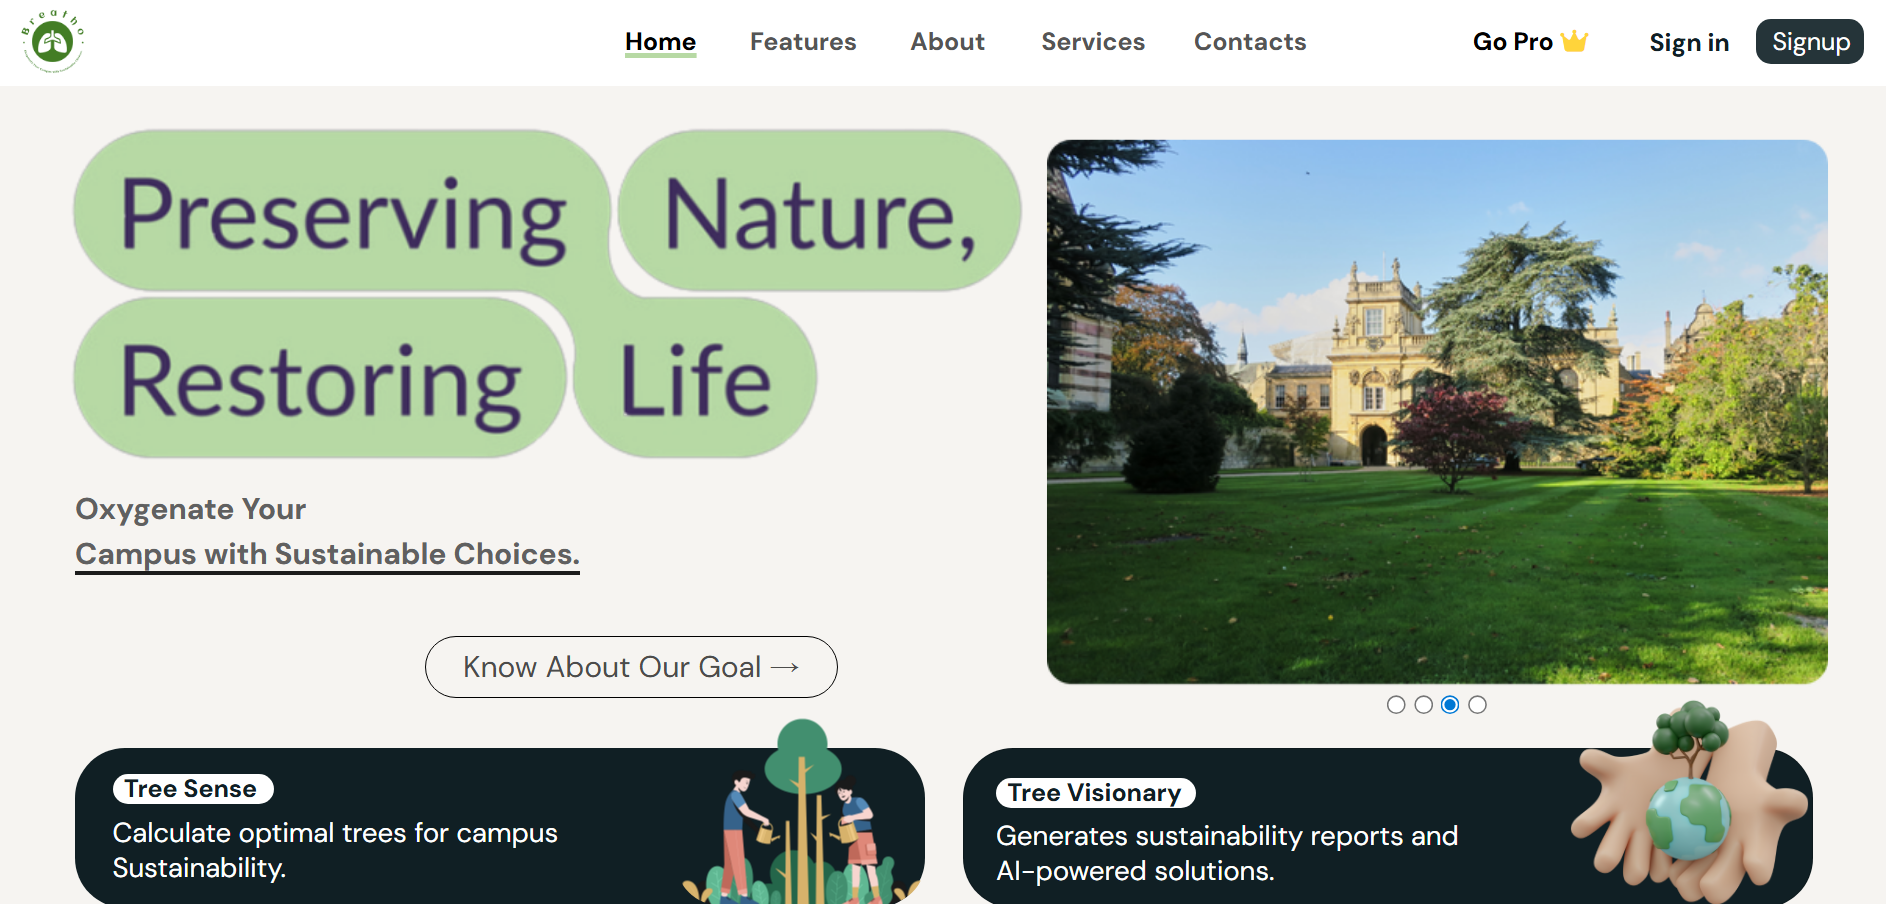 Breatho
Home Features About Services Contacts Go Pro Sign in Signup
Preserving Nature,
Restoring Life
Oxygenate Your
Campus with Sustainable Choices.
Know About Our Goal →
Tree Sense
Calculate optimal trees for campus
Sustainability.
Tree Visionary
Generates sustainability reports and
AI-powered solutions.